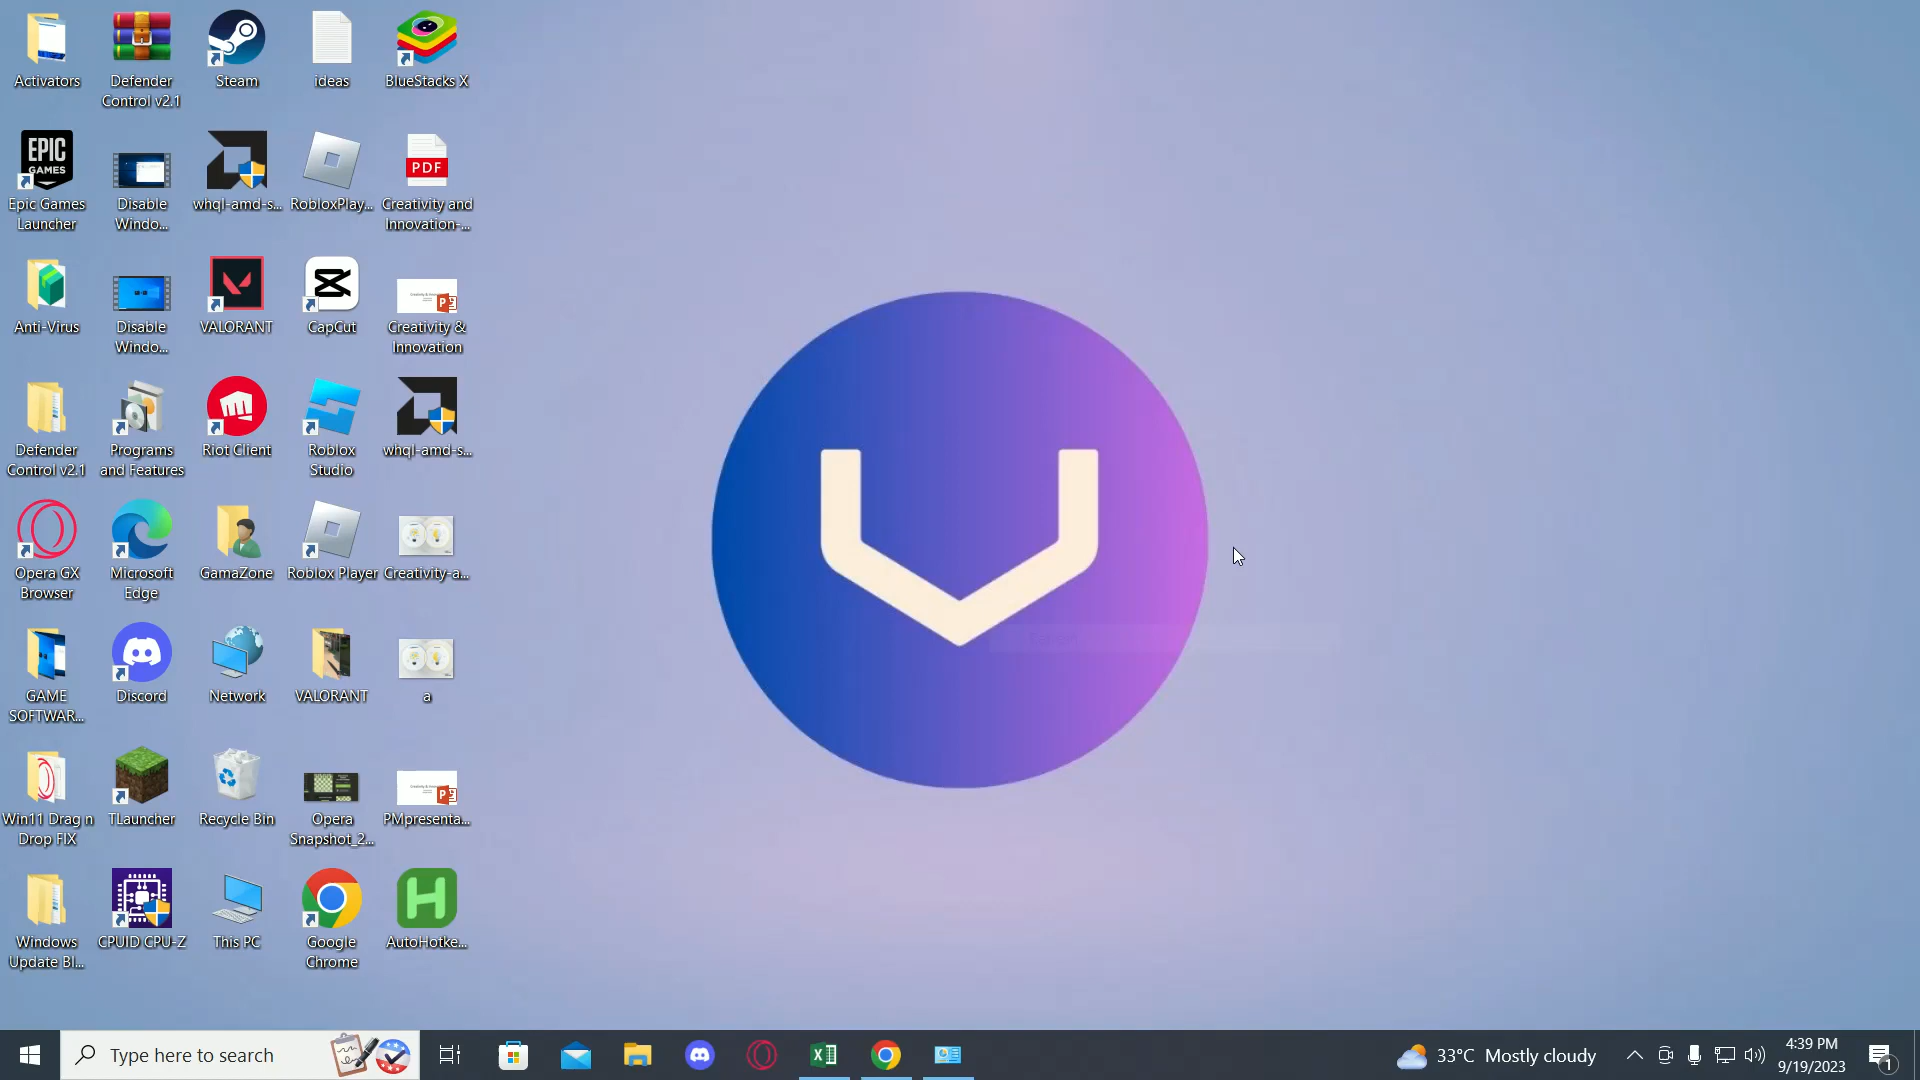 Activators
Defender
Control v2.1
Steam
ideas
BlueStacks X
EPIC
GAMES
PDF
Epic Games
Launcher
Disable
Windo...
whql-amd-s...
RobloxPlay...
Creativity and
Innovation-...
Anti-Virus
Disable
Windo...
VALORANT
CapCut
Creativity &
Innovation
Defender
Control v2.1
Programs
and Features
Riot Client
Roblox
Studio
whql-amd-s...
Opera GX
Browser
Microsoft
Edge
GamaZone
Roblox Player
Creativity-a...
GAME
SOFTWAR...
Discord
Network
VALORANT
a
Win11 Drag n
Drop FIX
TLauncher
Recycle Bin
Opera
Snapshot_2...
PMpresenta...
Windows
Update Bl...
CPUID CPU-Z
This PC
Google
Chrome
H
AutoHotke...
Type here to search
33°C Mostly cloudy
4:39 PM
9/19/2023
1